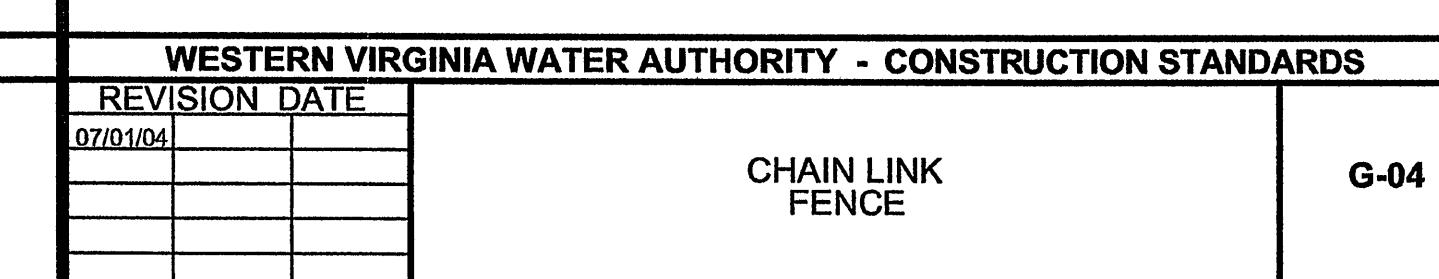 WESTERN VIRGINIA WATER AUTHORITY - CONSTRUCTION STANDARDS
REVISION DATE
07/01/04
CHAIN LINK
FENCE
G-04